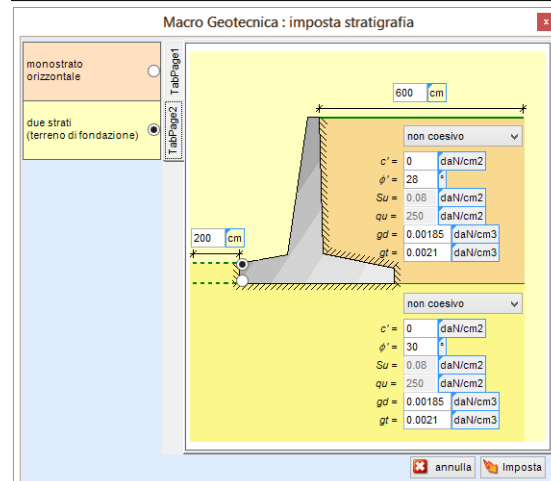 Macro Geotecnica : imposta stratigrafia
x
monostrato
orizzontale
due strati
(terreno di fondazione)
TabPage1
TabPage2
600 cm
200 cm
non coesivo
c' = 0 daN/cm2
ϕ' = 28 °
Su = 0.08 daN/cm2
qu = 250 daN/cm2
gd = 0.00185 daN/cm3
gt = 0.0021 daN/cm3
non coesivo
c' = 0 daN/cm2
ϕ' = 30 °
Su = 0.08 daN/cm2
qu = 250 daN/cm2
gd = 0.00185 daN/cm3
gt = 0.0021 daN/cm3
annulla Imposta